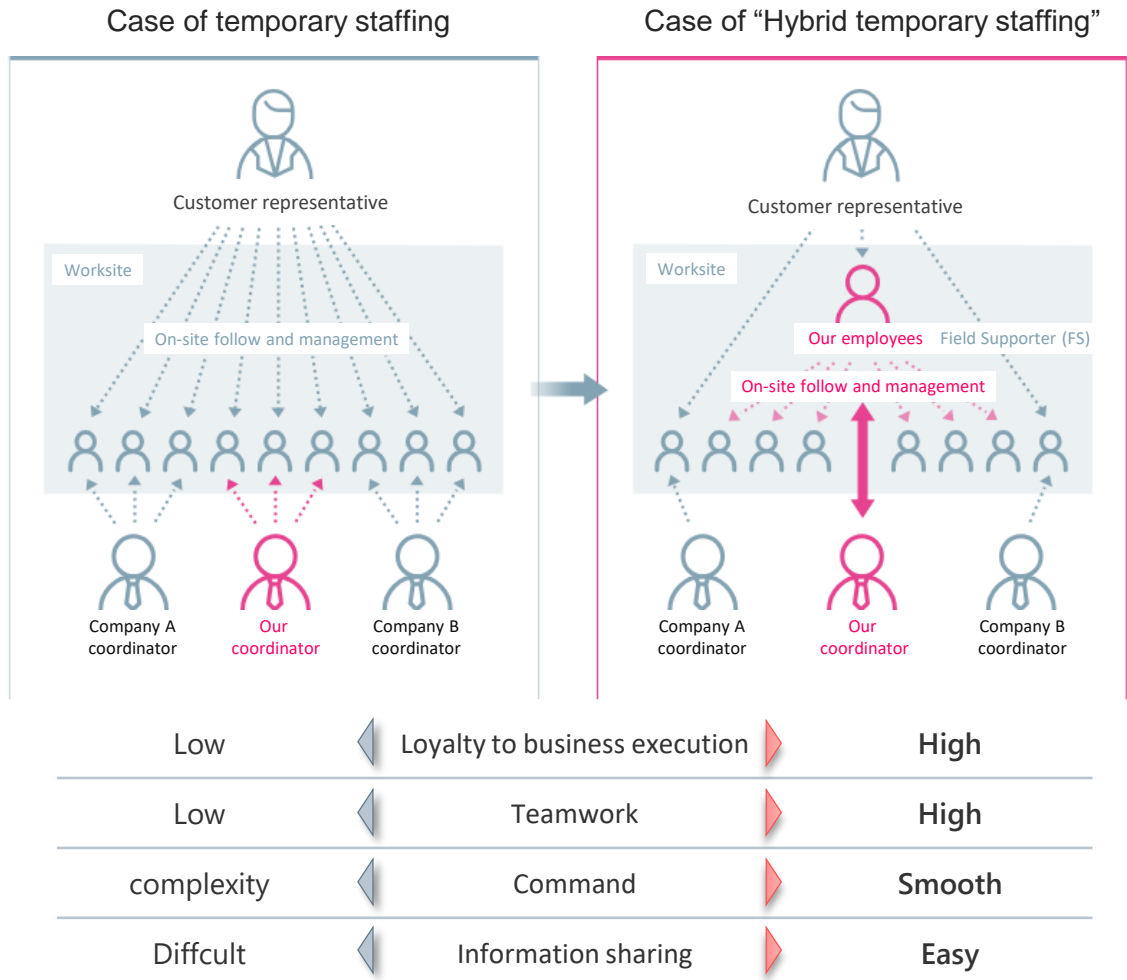 Case of temporary staffing
Customer representative
Worksite
On-site follow and management
Company A
coordinator
Our
coordinator
Company B
coordinator
Case of “Hybrid temporary staffing”
Customer representative
Worksite
Our employees
Field Supporter (FS)
On-site follow and management
Company A
coordinator
Our
coordinator
Company B
coordinator
Low Loyalty to business execution High
Low Teamwork High
complexity Command Smooth
Diffcult Information sharing Easy